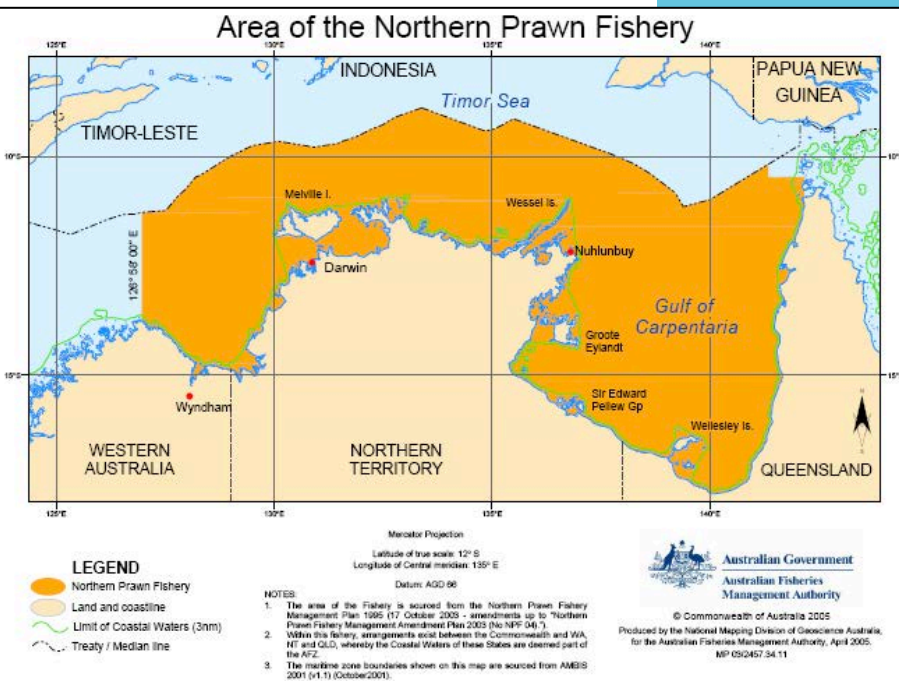 Area of the Northern Prawn Fishery
125°E 130°E 135°E 140°E
INDONESIA
PAPUA NEW
GUINEA
Timor Sea
TIMOR-LESTE
10°S 10°S
Melville I.
Wessel Is.
126° 58' 00" E
Nuhlunbuy
Darwin
Gulf of
Carpentaria
Groote
Eylandt
15°S 15°S
Wyndham
Sir Edward
Pellew Gp
Wellesley Is.
WESTERN
AUSTRALIA
NORTHERN
TERRITORY
QUEENSLAND
125°E 130°E 135°E 140°E
LEGEND
Northern Prawn Fishery
Land and coastline
Limit of Coastal Waters (3nm)
Treaty / Median line
Mercator Projection
Latitude of true scale: 12° S
Longitude of Central meridian: 135° E
Datum: AGD 66
NOTES:
1. The area of the Fishery is sourced from the Northern Prawn Fishery
Management Plan 1995 (17 October 2003 - amendments up to "Northern
Prawn Fishery Management Amendment Plan 2003 (No NPF 04).").
2. Within this fishery, arrangements exist between the Commonwealth and WA,
NT and QLD, whereby the Coastal Waters of these States are deemed part of
the AFZ.
3. The maritime zone boundaries shown on this map are sourced from AMBIS
2001 (v1.1) (October2001).
Australian Government
Australian Fisheries
Management Authority
© Commonwealth of Australia 2005
Produced by the National Mapping Division of Geoscience Australia,
for the Australian Fisheries Management Authority, April 2005.
MP 03/2457.34.11